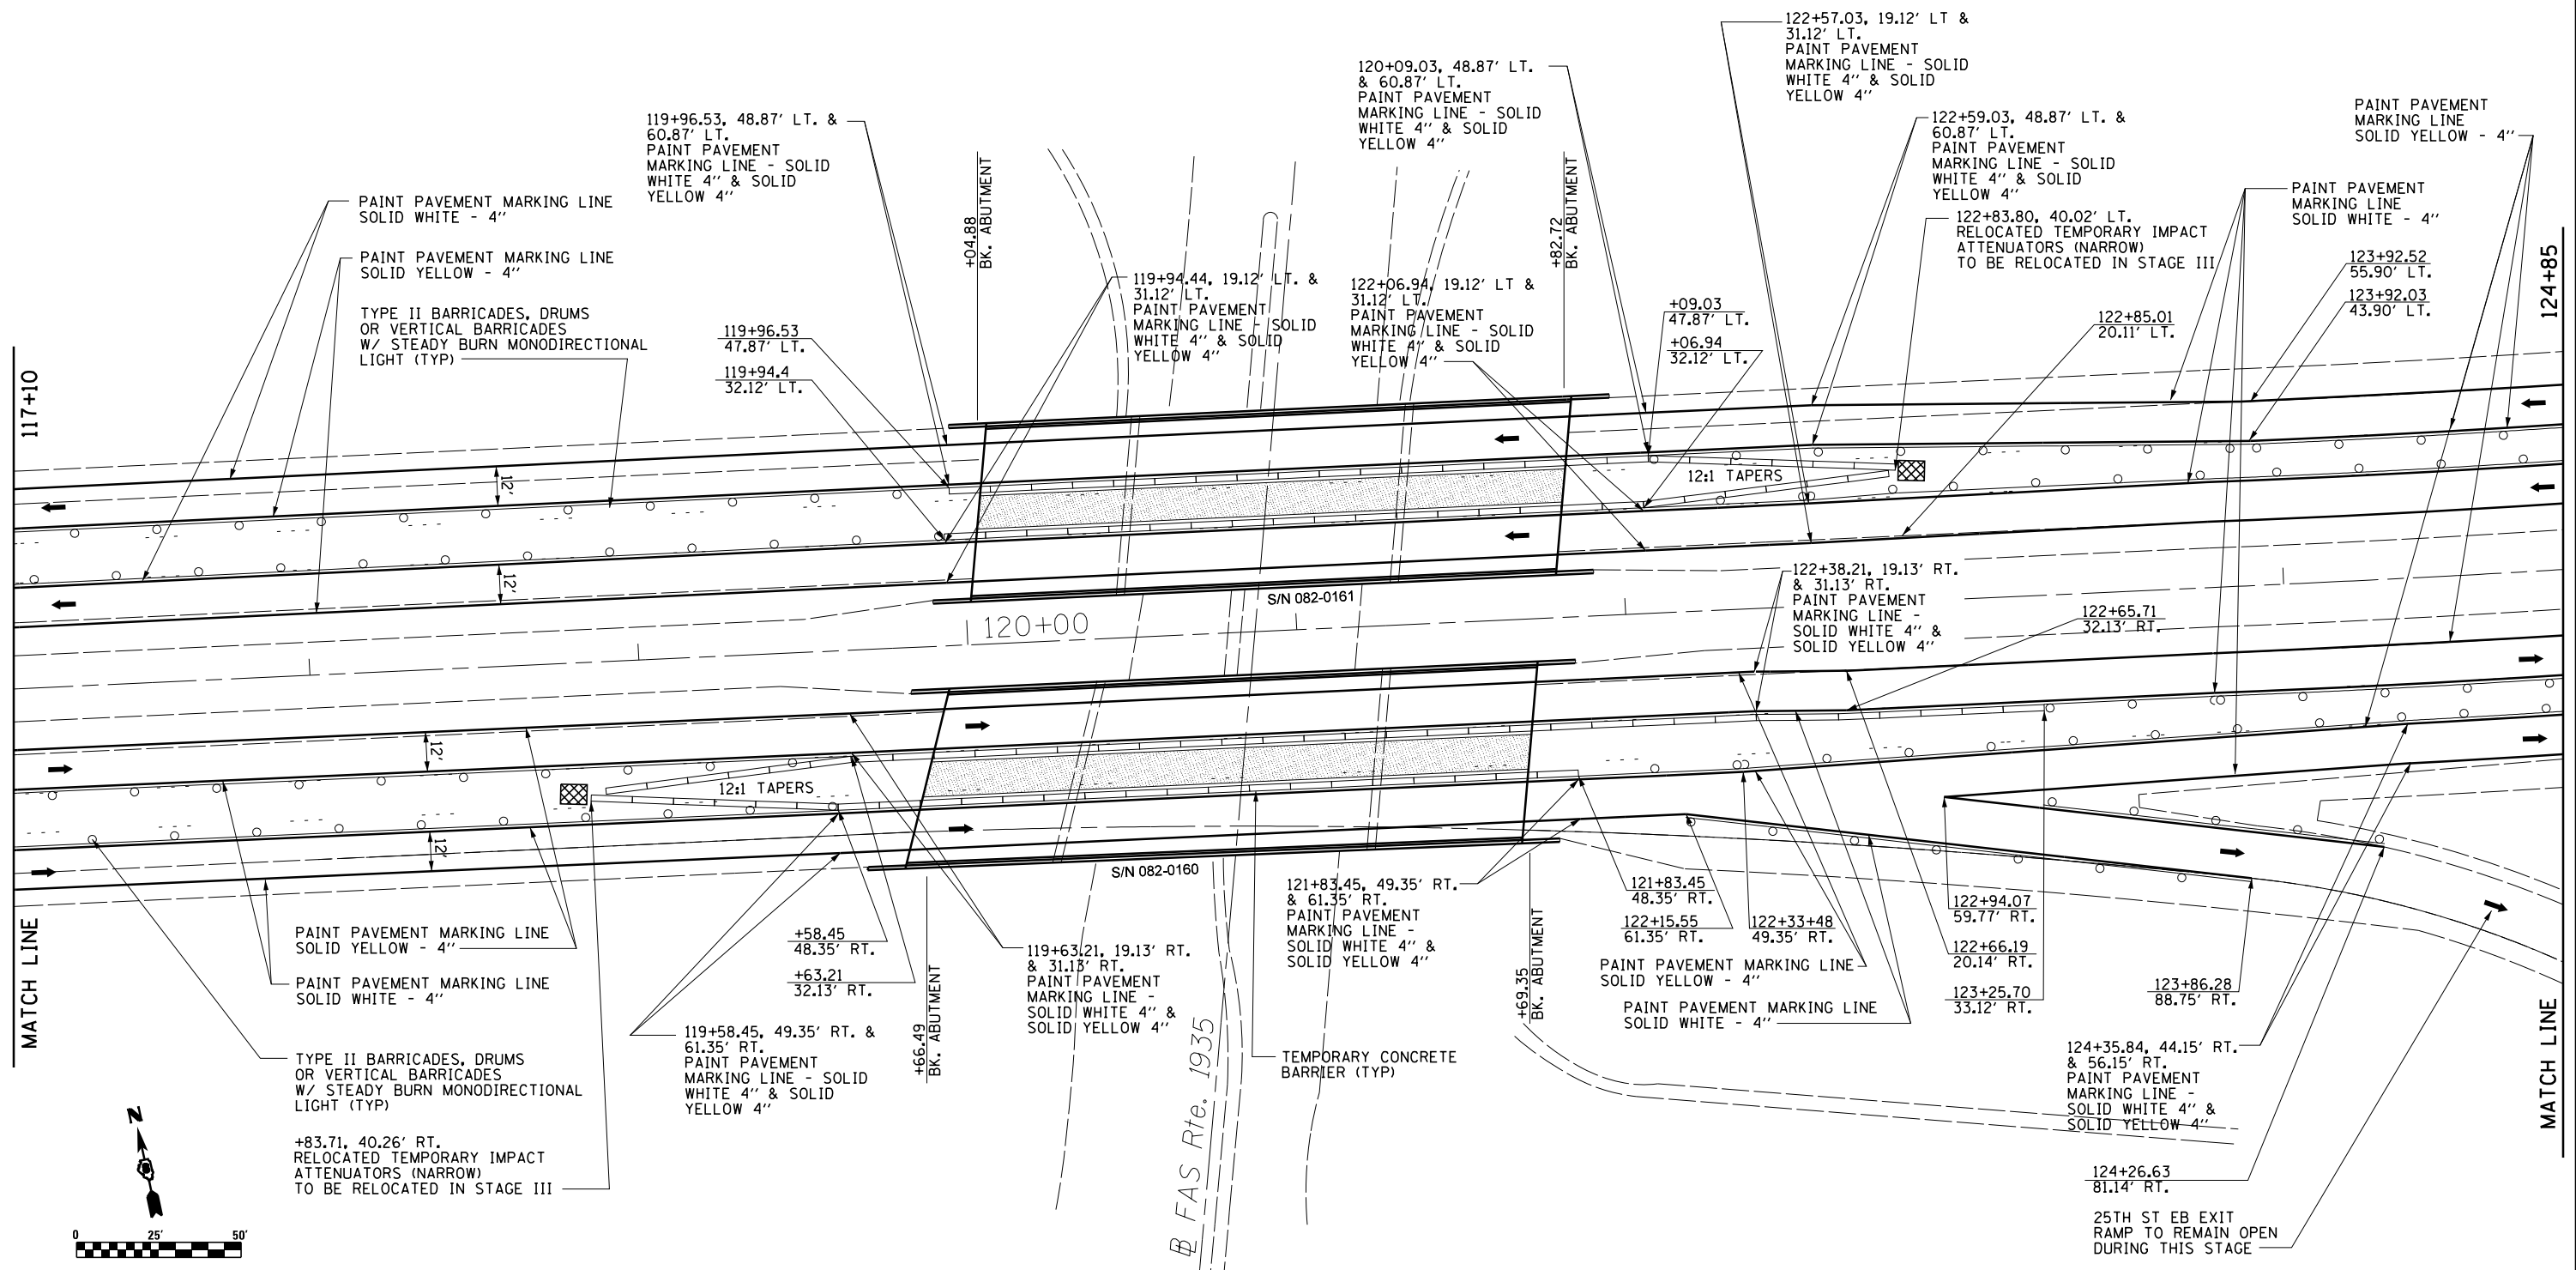 122+57.03, 19.12' LT &
31.12' LT.
PAINT PAVEMENT
MARKING LINE - SOLID
WHITE 4'' & SOLID
YELLOW 4''
120+09.03, 48.87' LT.
& 60.87' LT.
PAINT PAVEMENT
MARKING LINE - SOLID
WHITE 4'' & SOLID
YELLOW 4''
119+96.53, 48.87' LT. &
60.87' LT.
PAINT PAVEMENT
MARKING LINE - SOLID
WHITE 4'' & SOLID
YELLOW 4''
122+59.03, 48.87' LT. &
60.87' LT.
PAINT PAVEMENT
MARKING LINE - SOLID
WHITE 4'' & SOLID
YELLOW 4''
PAINT PAVEMENT
MARKING LINE
SOLID YELLOW - 4''
PAINT PAVEMENT MARKING LINE
SOLID WHITE - 4''
PAINT PAVEMENT MARKING LINE
SOLID YELLOW - 4''
TYPE II BARRICADES, DRUMS
OR VERTICAL BARRICADES
W/ STEADY BURN MONODIRECTIONAL
LIGHT (TYP)
119+96.53
47.87' LT.
119+94.4
32.12' LT.
+04.88
BK. ABUTMENT
119+94.44, 19.12' LT. &
31.12' LT.
PAINT PAVEMENT
MARKING LINE - SOLID
WHITE 4'' & SOLID
YELLOW 4''
122+06.94, 19.12' LT &
31.12' LT.
PAINT PAVEMENT
MARKING LINE - SOLID
WHITE 4'' & SOLID
YELLOW 4''
+82.72
BK. ABUTMENT
+09.03
47.87' LT.
+06.94
32.12' LT.
122+83.80, 40.02' LT.
RELOCATED TEMPORARY IMPACT
ATTENUATORS (NARROW)
TO BE RELOCATED IN STAGE III
PAINT PAVEMENT
MARKING LINE
SOLID WHITE - 4''
123+92.52
55.90' LT.
123+92.03
43.90' LT.
122+85.01
20.11' LT.
117+10
124+85
12'
12'
12:1 TAPERS
S/N 082-0161
120+00
122+38.21, 19.13' RT.
& 31.13' RT.
PAINT PAVEMENT
MARKING LINE -
SOLID WHITE 4'' &
SOLID YELLOW 4''
122+65.71
32.13' RT.
12'
12'
12:1 TAPERS
S/N 082-0160
MATCH LINE
PAINT PAVEMENT MARKING LINE
SOLID YELLOW - 4''
PAINT PAVEMENT MARKING LINE
SOLID WHITE - 4''
TYPE II BARRICADES, DRUMS
OR VERTICAL BARRICADES
W/ STEADY BURN MONODIRECTIONAL
LIGHT (TYP)
+83.71, 40.26' RT.
RELOCATED TEMPORARY IMPACT
ATTENUATORS (NARROW)
TO BE RELOCATED IN STAGE III
+58.45
48.35' RT.
+63.21
32.13' RT.
119+58.45, 49.35' RT. &
61.35' RT.
PAINT PAVEMENT
MARKING LINE - SOLID
WHITE 4'' & SOLID
YELLOW 4''
+66.49
BK. ABUTMENT
119+63.21, 19.13' RT.
& 31.13' RT.
PAINT PAVEMENT
MARKING LINE -
SOLID WHITE 4'' &
SOLID YELLOW 4''
FAS Rte. 1935
121+83.45, 49.35' RT.
& 61.35' RT.
PAINT PAVEMENT
MARKING LINE -
SOLID WHITE 4'' &
SOLID YELLOW 4''
TEMPORARY CONCRETE
BARRIER (TYP)
+69.35
BK. ABUTMENT
121+83.45
48.35' RT.
122+15.55
61.35' RT.
122+33+48
49.35' RT.
PAINT PAVEMENT MARKING LINE
SOLID YELLOW - 4''
PAINT PAVEMENT MARKING LINE
SOLID WHITE - 4''
122+94.07
59.77' RT.
122+66.19
20.14' RT.
123+25.70
33.12' RT.
123+86.28
88.75' RT.
124+35.84, 44.15' RT.
& 56.15' RT.
PAINT PAVEMENT
MARKING LINE -
SOLID WHITE 4'' &
SOLID YELLOW 4''
124+26.63
81.14' RT.
25TH ST EB EXIT
RAMP TO REMAIN OPEN
DURING THIS STAGE
MATCH LINE
N
0 25' 50'